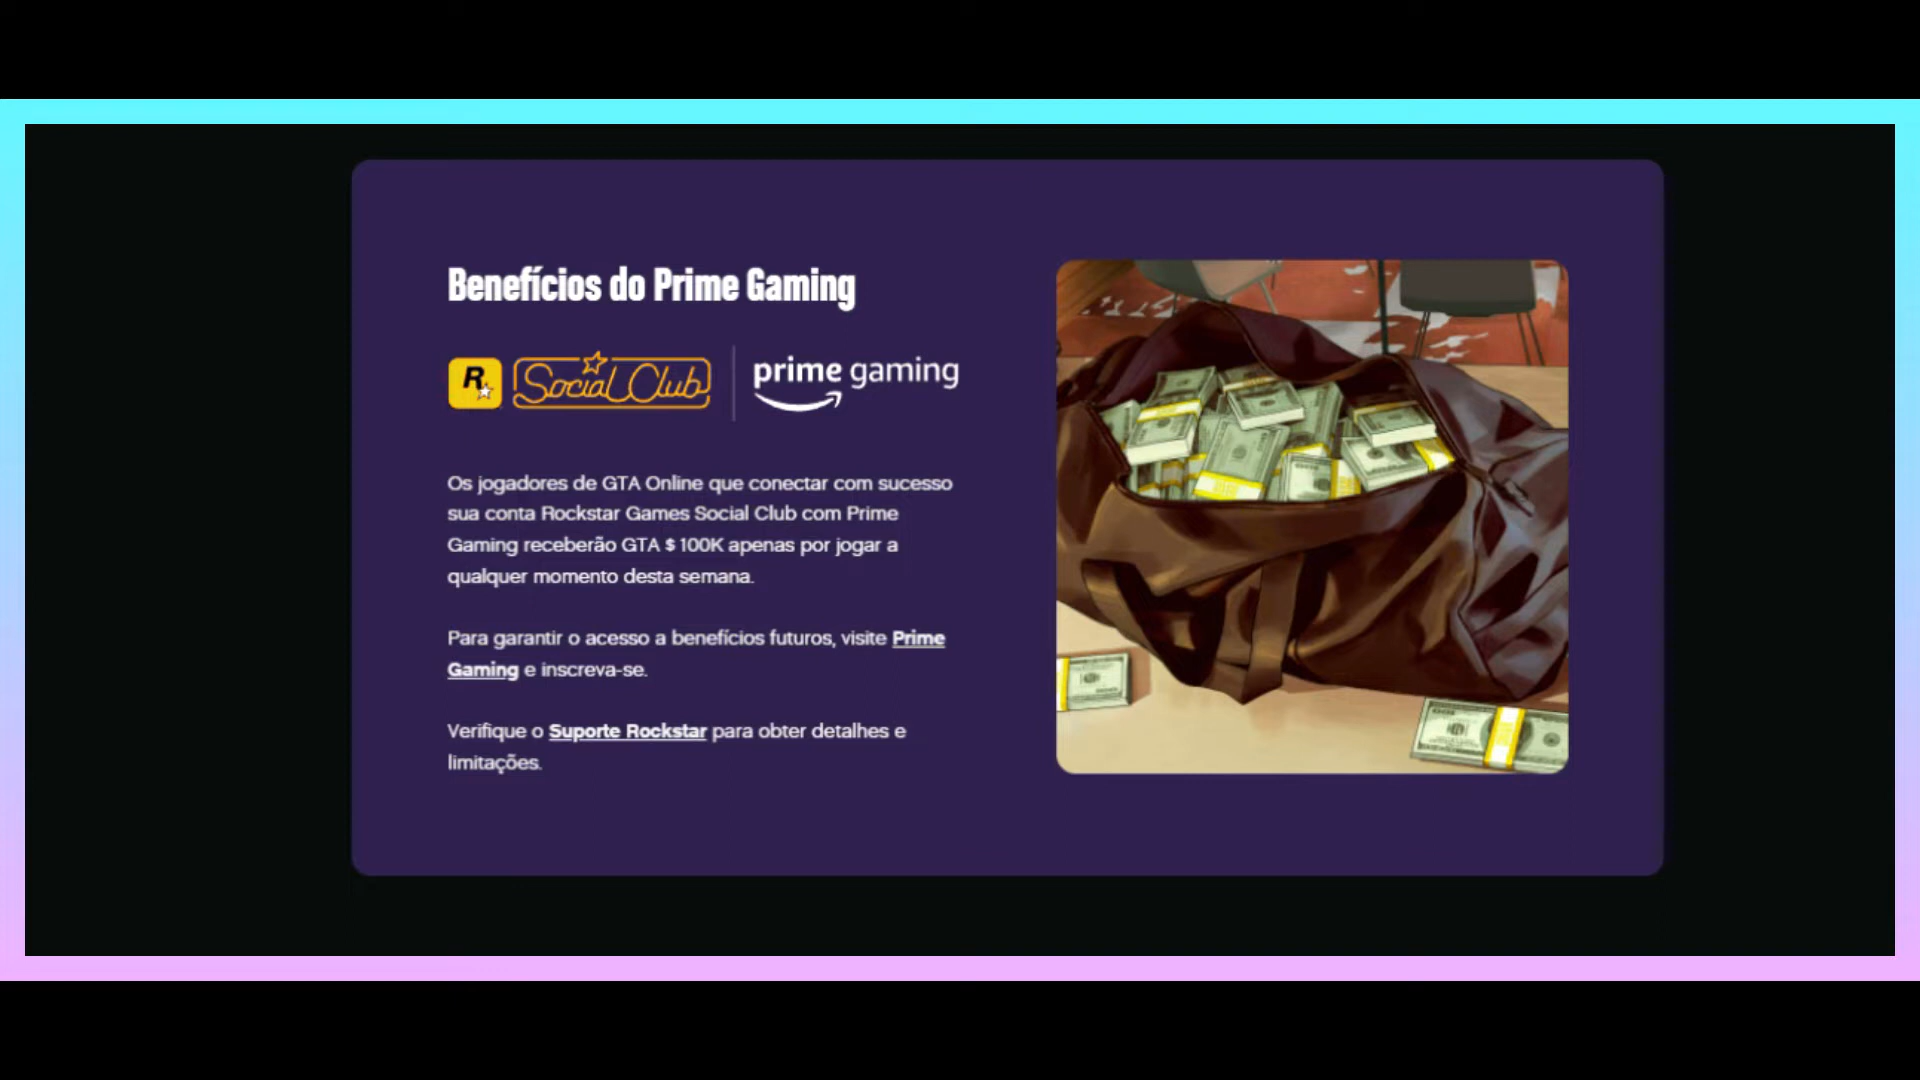 Benefícios do Prime Gaming
R Social Club prime gaming
Os jogadores de GTA Online que conectar com sucesso
sua conta Rockstar Games Social Club com Prime
Gaming receberão GTA $ 100K apenas por jogar a
qualquer momento desta semana.
Para garantir o acesso a benefícios futuros, visite Prime
Gaming e inscreva-se.
Verifique o Suporte Rockstar para obter detalhes e
limitações.